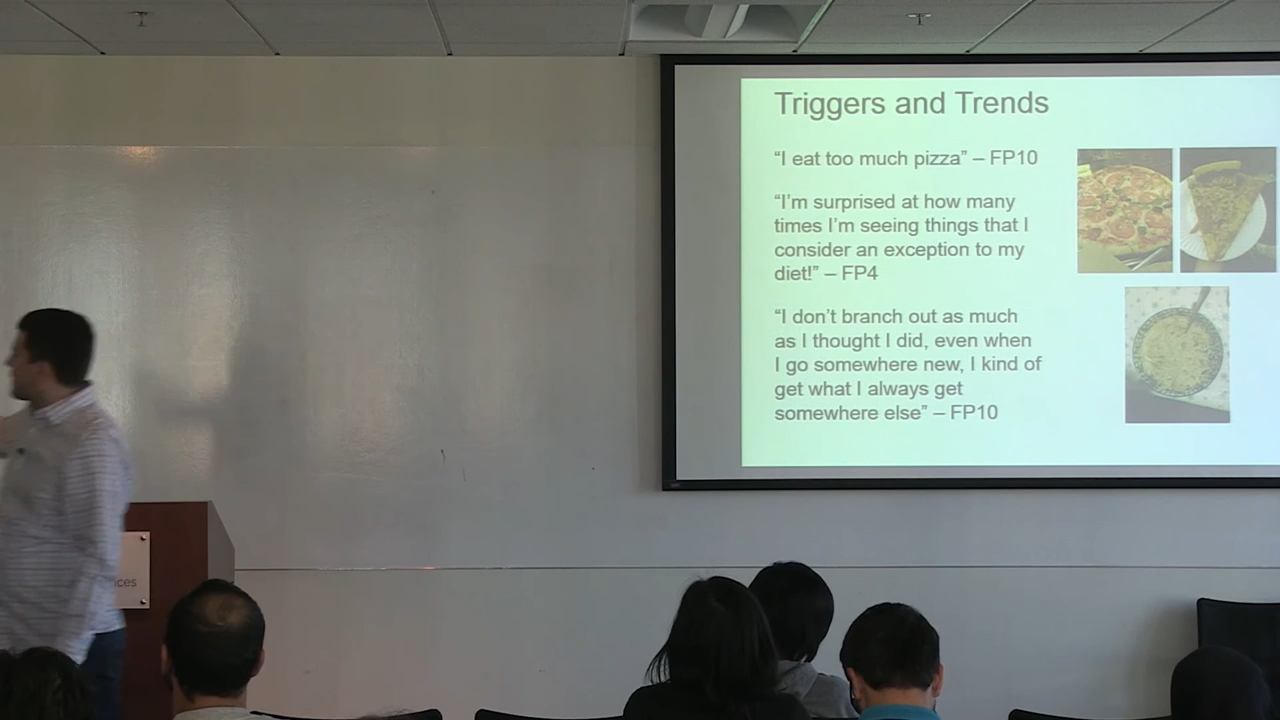 Triggers and Trends
“I eat too much pizza” – FP10
“I’m surprised at how many
times I’m seeing things that I
consider an exception to my
diet!” – FP4
“I don’t branch out as much
as I thought I did, even when
I go somewhere new, I kind of
get what I always get
somewhere else” – FP10